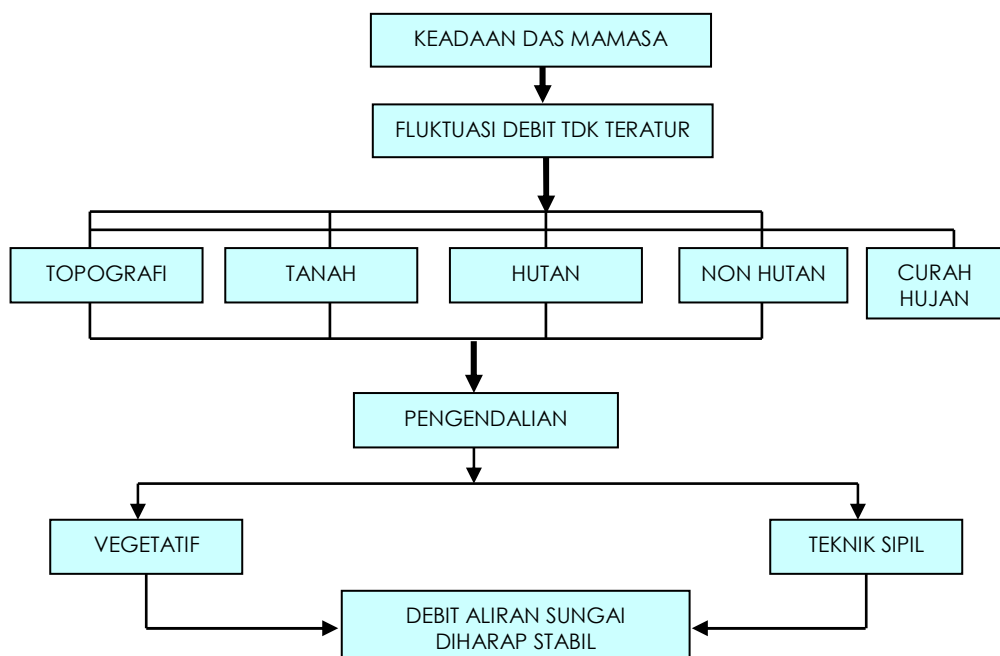 KEADAAN DAS MAMASA
FLUKTUASI DEBIT TDK TERATUR
TOPOGRAFI
TANAH
HUTAN
NON HUTAN
CURAH
HUJAN
PENGENDALIAN
VEGETATIF
TEKNIK SIPIL
DEBIT ALIRAN SUNGAI
DIHARAP STABIL